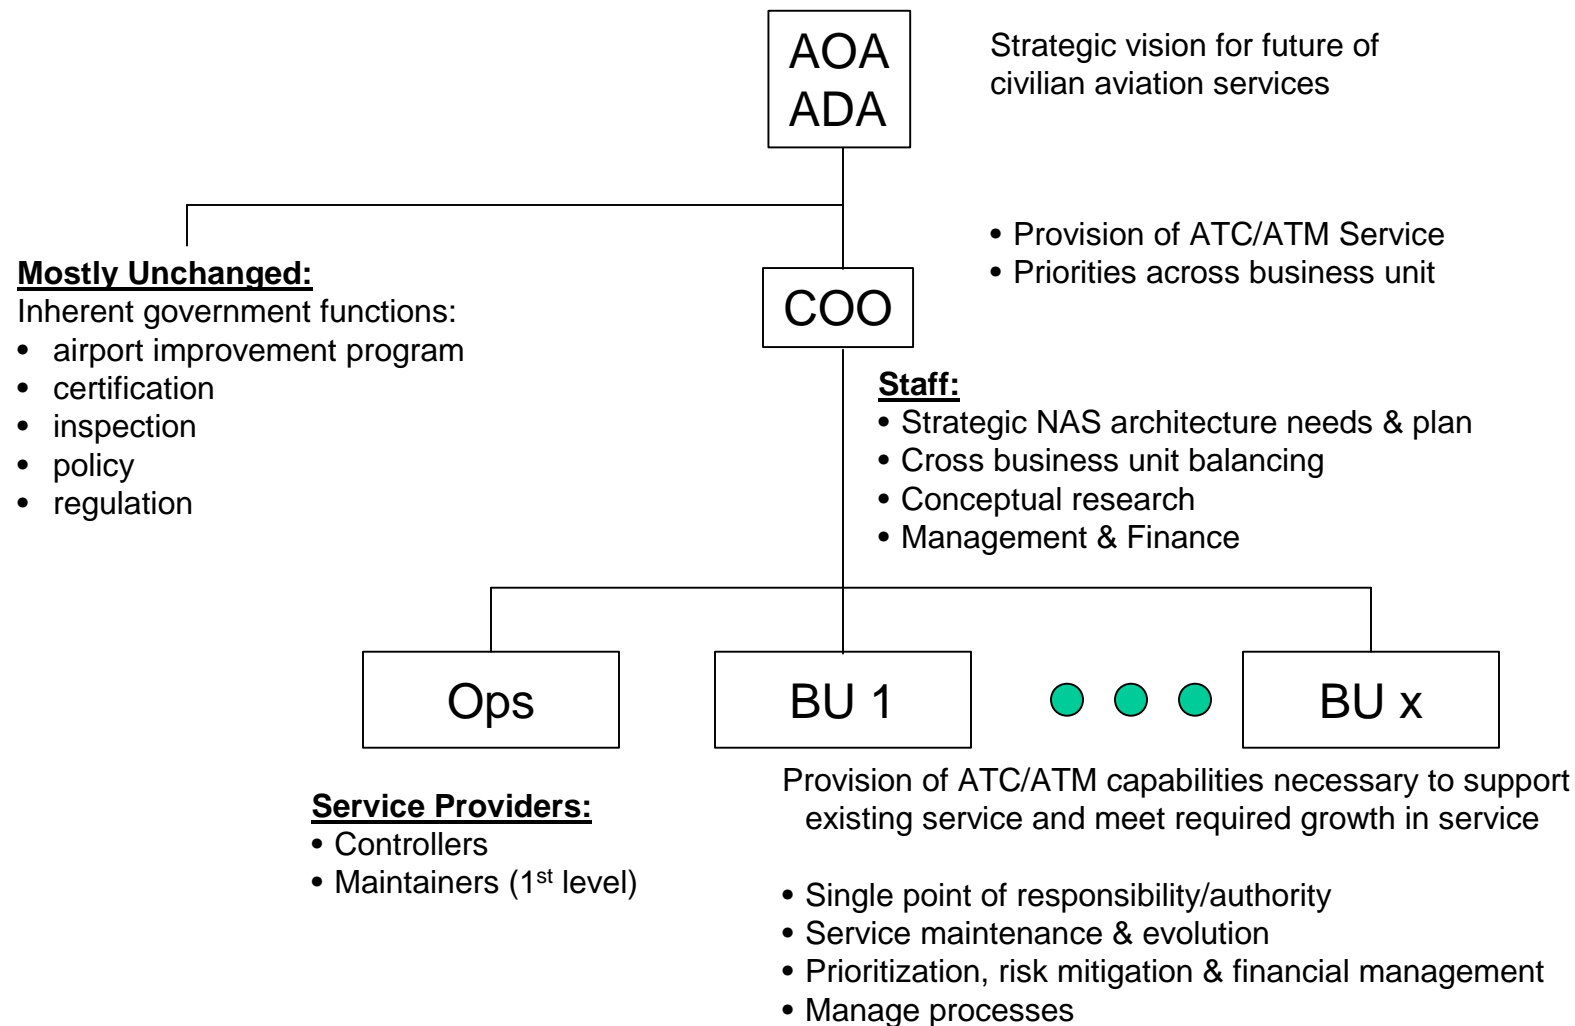 AOA
ADA
Strategic vision for future of
civilian aviation services
• Provision of ATC/ATM Service
• Priorities across business unit
COO
Mostly Unchanged:
Inherent government functions:
• airport improvement program
• certification
• inspection
• policy
• regulation
Staff:
• Strategic NAS architecture needs & plan
• Cross business unit balancing
• Conceptual research
• Management & Finance
Ops
BU 1
BU x
Service Providers:
• Controllers
• Maintainers (1st level)
Provision of ATC/ATM capabilities necessary to support
existing service and meet required growth in service
• Single point of responsibility/authority
• Service maintenance & evolution
• Prioritization, risk mitigation & financial management
• Manage processes